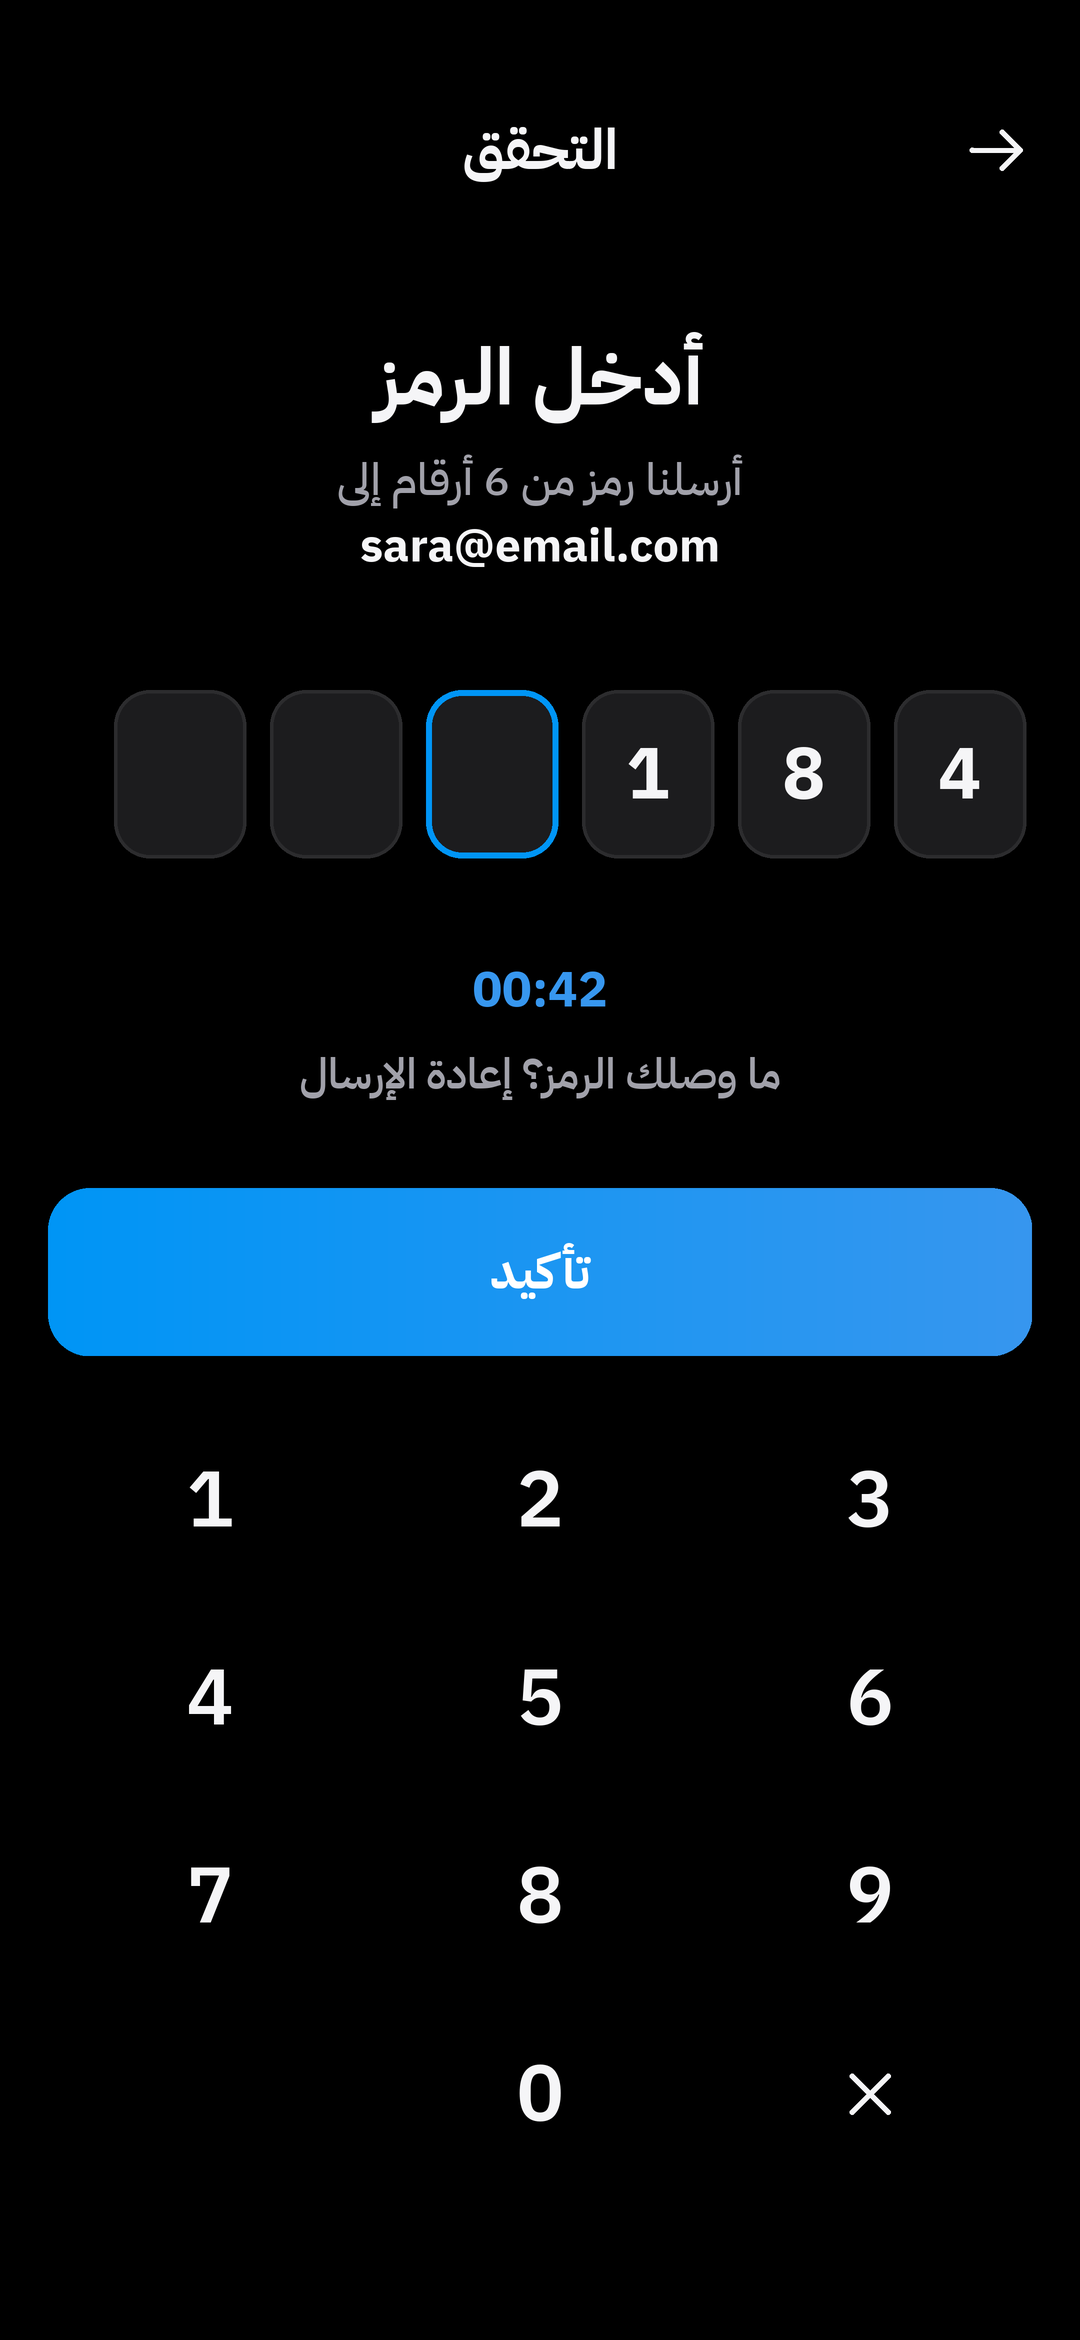 التحقق
أدخل الرمز
أرسلنا رمز من 6 أرقام إلى
sara@email.com
4 8 1
00:42
ما وصلك الرمز؟ إعادة الإرسال
تأكيد
1 2 3
4 5 6
7 8 9
0